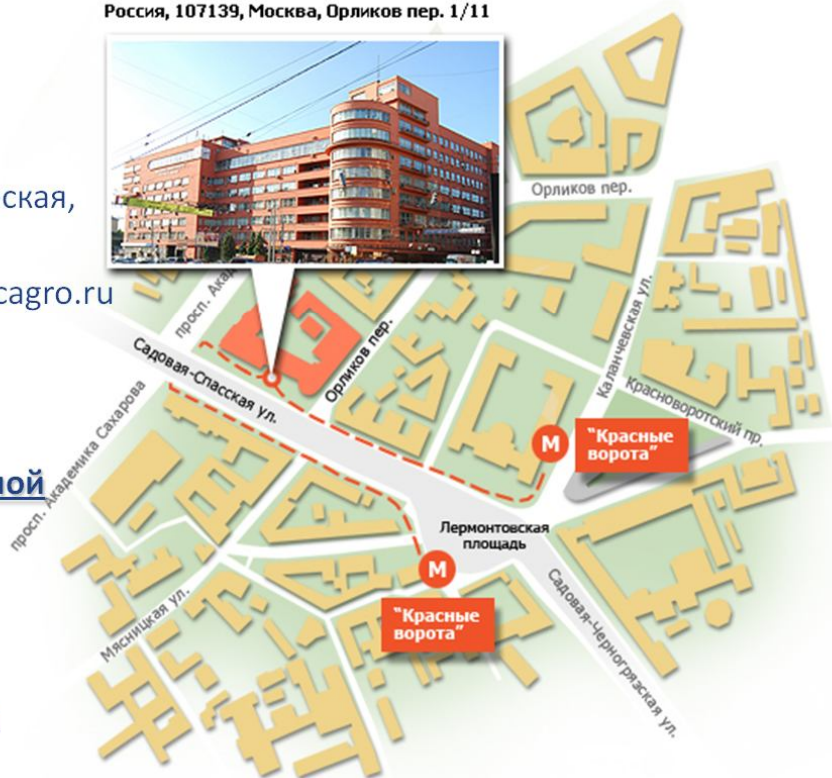 Россия, 107139, Москва, Орликов пер. 1/11
ская,
cagro.ru
ной
Орликов пер.
просп. Ака
Садовая-Спасская ул.
Орликов пер.
Каланчевская ул.
Красноворотский пр.
просп. Академика Сахарова
М
"Красные
ворота"
Лермонтовская
площадь
М
"Красные
ворота"
Мясницкая ул.
Садовая-Черногрязская ул.